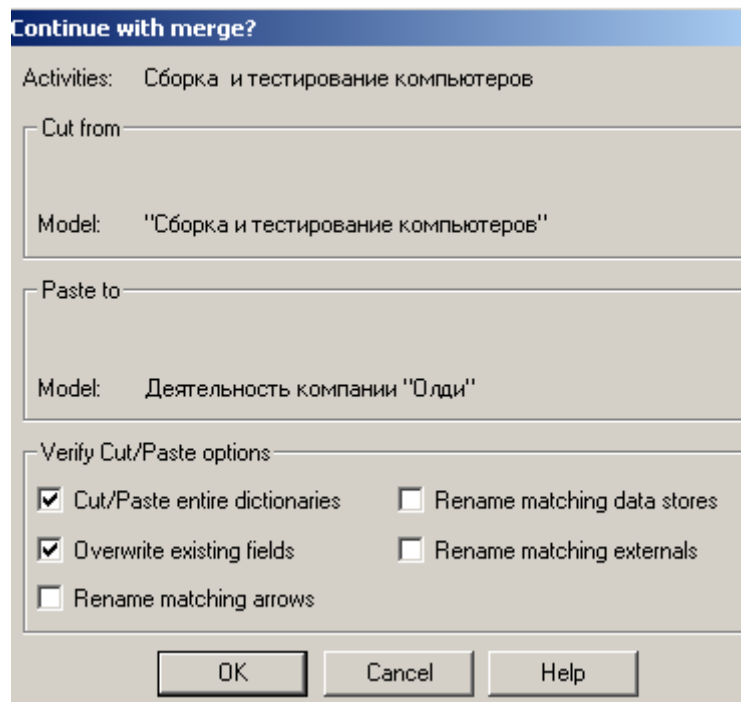 Continue with merge?
Activities: Сборка и тестирование компьютеров
Cut from
Model: "Сборка и тестирование компьютеров"
Paste to
Model: Деятельность компании "Олди"
Verify Cut/Paste options
Cut/Paste entire dictionaries Rename matching data stores
Overwrite existing fields Rename matching externals
Rename matching arrows
OK Cancel Help